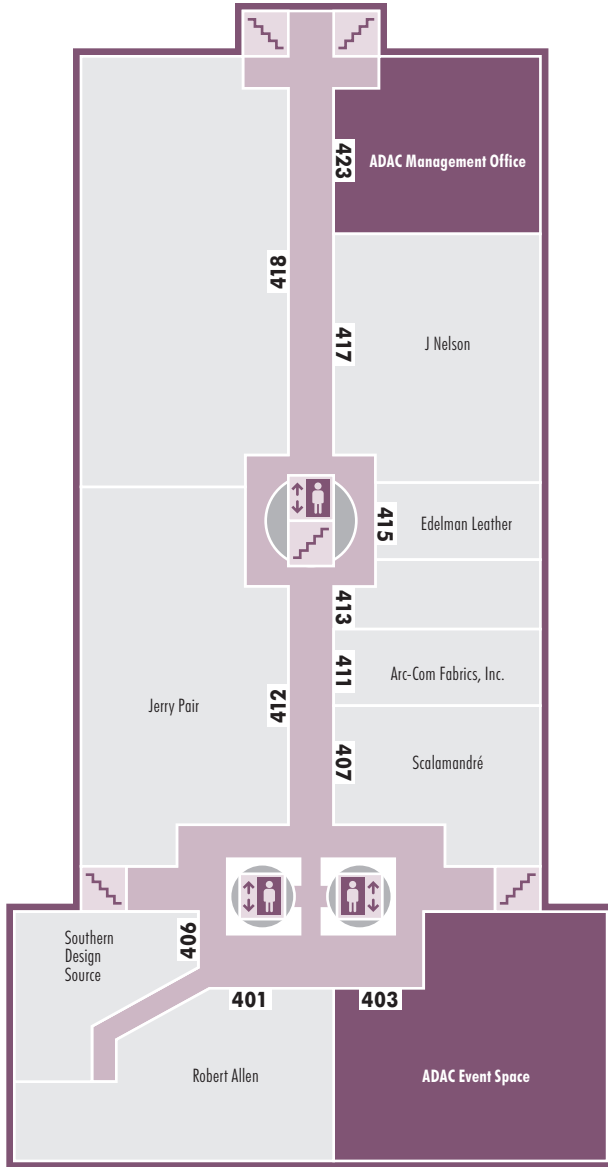 423
ADAC Management Office
418
417
J Nelson
415
Edelman Leather
413
411
Arc-Com Fabrics, Inc.
412
Jerry Pair
407
Scalamandré
406
Southern
Design
Source
401
403
Robert Allen
ADAC Event Space